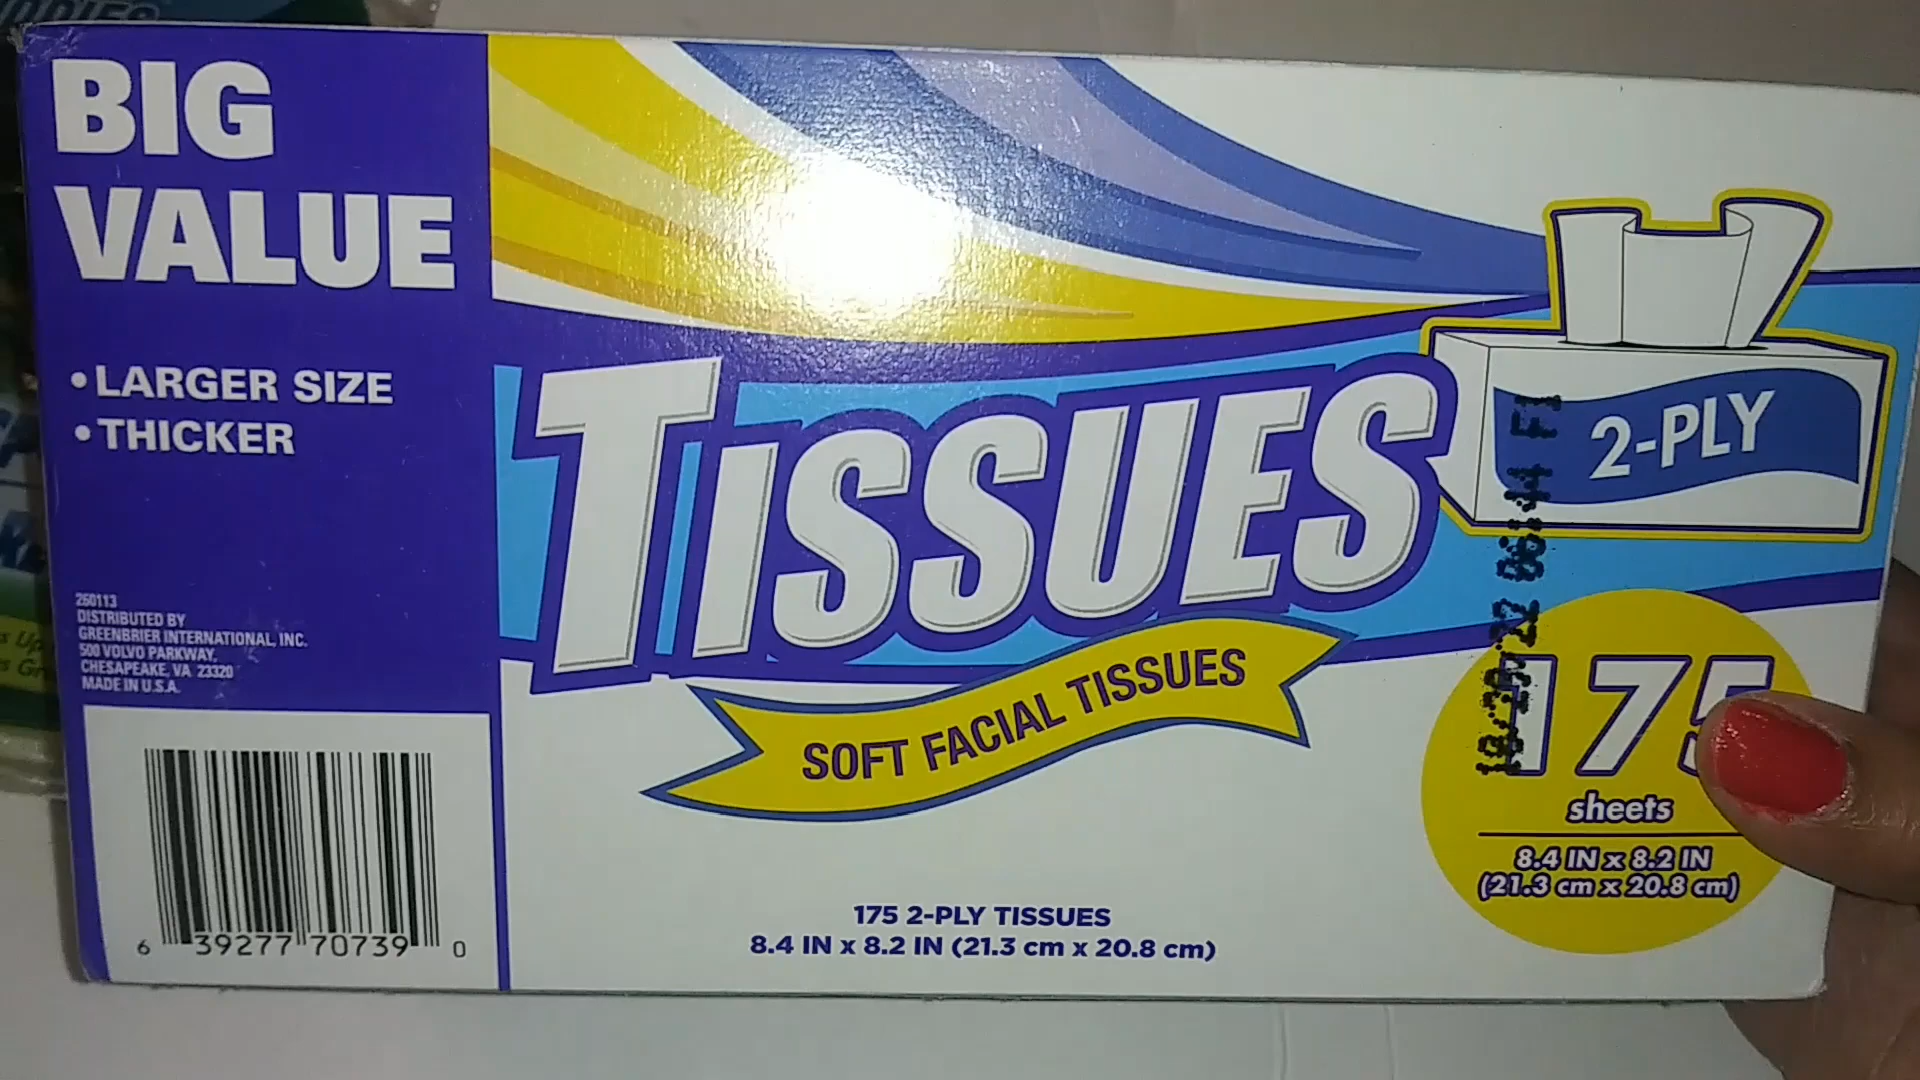 BIG
VALUE
• LARGER SIZE
• THICKER
260113
DISTRIBUTED BY
GREENBRIER INTERNATIONAL, INC.
500 VOLVO PARKWAY,
CHESAPEAKE, VA 23320
MADE IN U.S.A.
6 39277 70739 0
TISSUES
SOFT FACIAL TISSUES
2-PLY
175
sheets
8.4 IN x 8.2 IN
(21.3 cm x 20.8 cm)
175 2-PLY TISSUES
8.4 IN x 8.2 IN (21.3 cm x 20.8 cm)